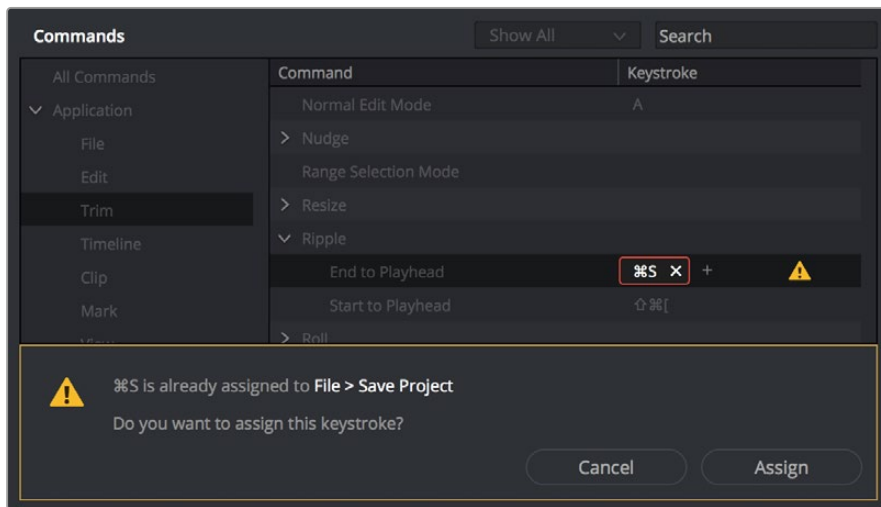 Commands
Show All
Search
All Commands
Command
Keystroke
Application
Normal Edit Mode
A
File
Nudge
Edit
Range Selection Mode
Trim
Resize
Timeline
Ripple
Clip
End to Playhead
⌘S ✕ +
Mark
Start to Playhead
⇧⌘[
View
Roll
⌘S is already assigned to File > Save Project
Do you want to assign this keystroke?
Cancel
Assign